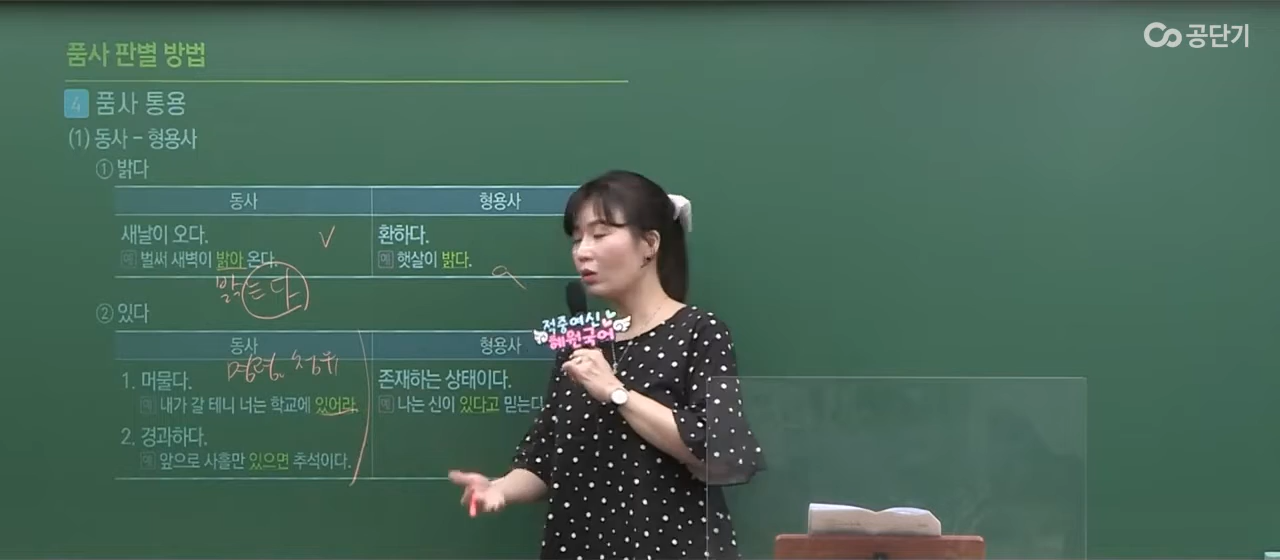 공단기
품사 판별 방법
4 품사 통용
(1) 동사 – 형용사
① 밝다
동사 형용사
새날이 오다. 환하다.
예 벌써 새벽이 밝아 온다. 예 햇살이 밝다.
밝는다
② 있다
동사 형용사
명령, 청유
1. 머물다. 존재하는 상태이다.
예 내가 갈 테니 너는 학교에 있어라. 예 나는 신이 있다고 믿는다
2. 경과하다.
예 앞으로 사흘만 있으면 추석이다.
적중여신
혜원국어